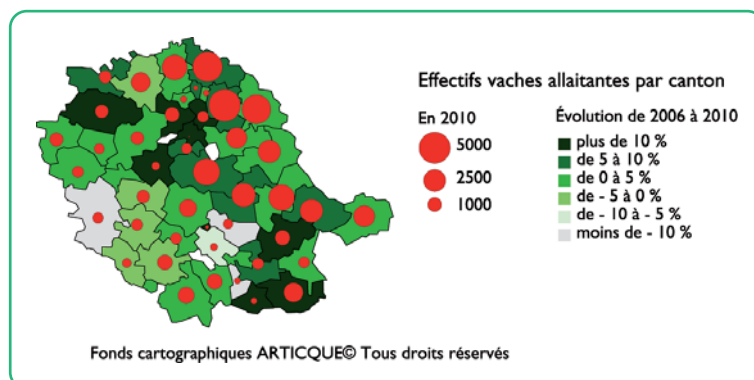 Effectifs vaches allaitantes par canton
En 2010
5000
2500
1000
Évolution de 2006 à 2010
plus de 10 %
de 5 à 10 %
de 0 à 5 %
de - 5 à 0 %
de - 10 à - 5 %
moins de - 10 %
Fonds cartographiques ARTICQUE© Tous droits réservés